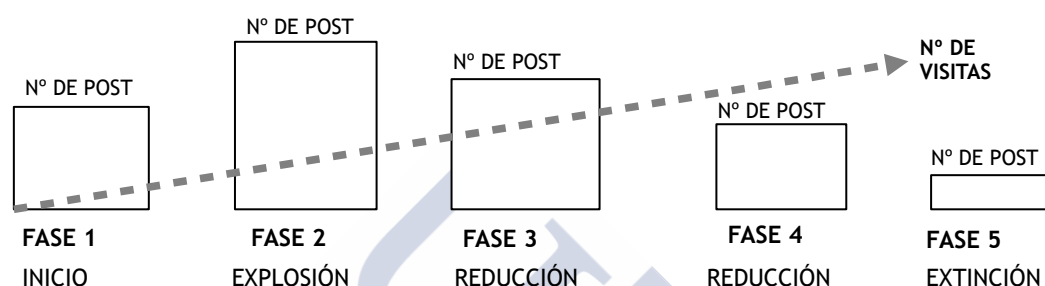 Nº DE POST
Nº DE POST
Nº DE POST
Nº DE POST
Nº DE POST
Nº DE
VISITAS
FASE 1
INICIO
FASE 2
EXPLOSIÓN
FASE 3
REDUCCIÓN
FASE 4
REDUCCIÓN
FASE 5
EXTINCIÓN